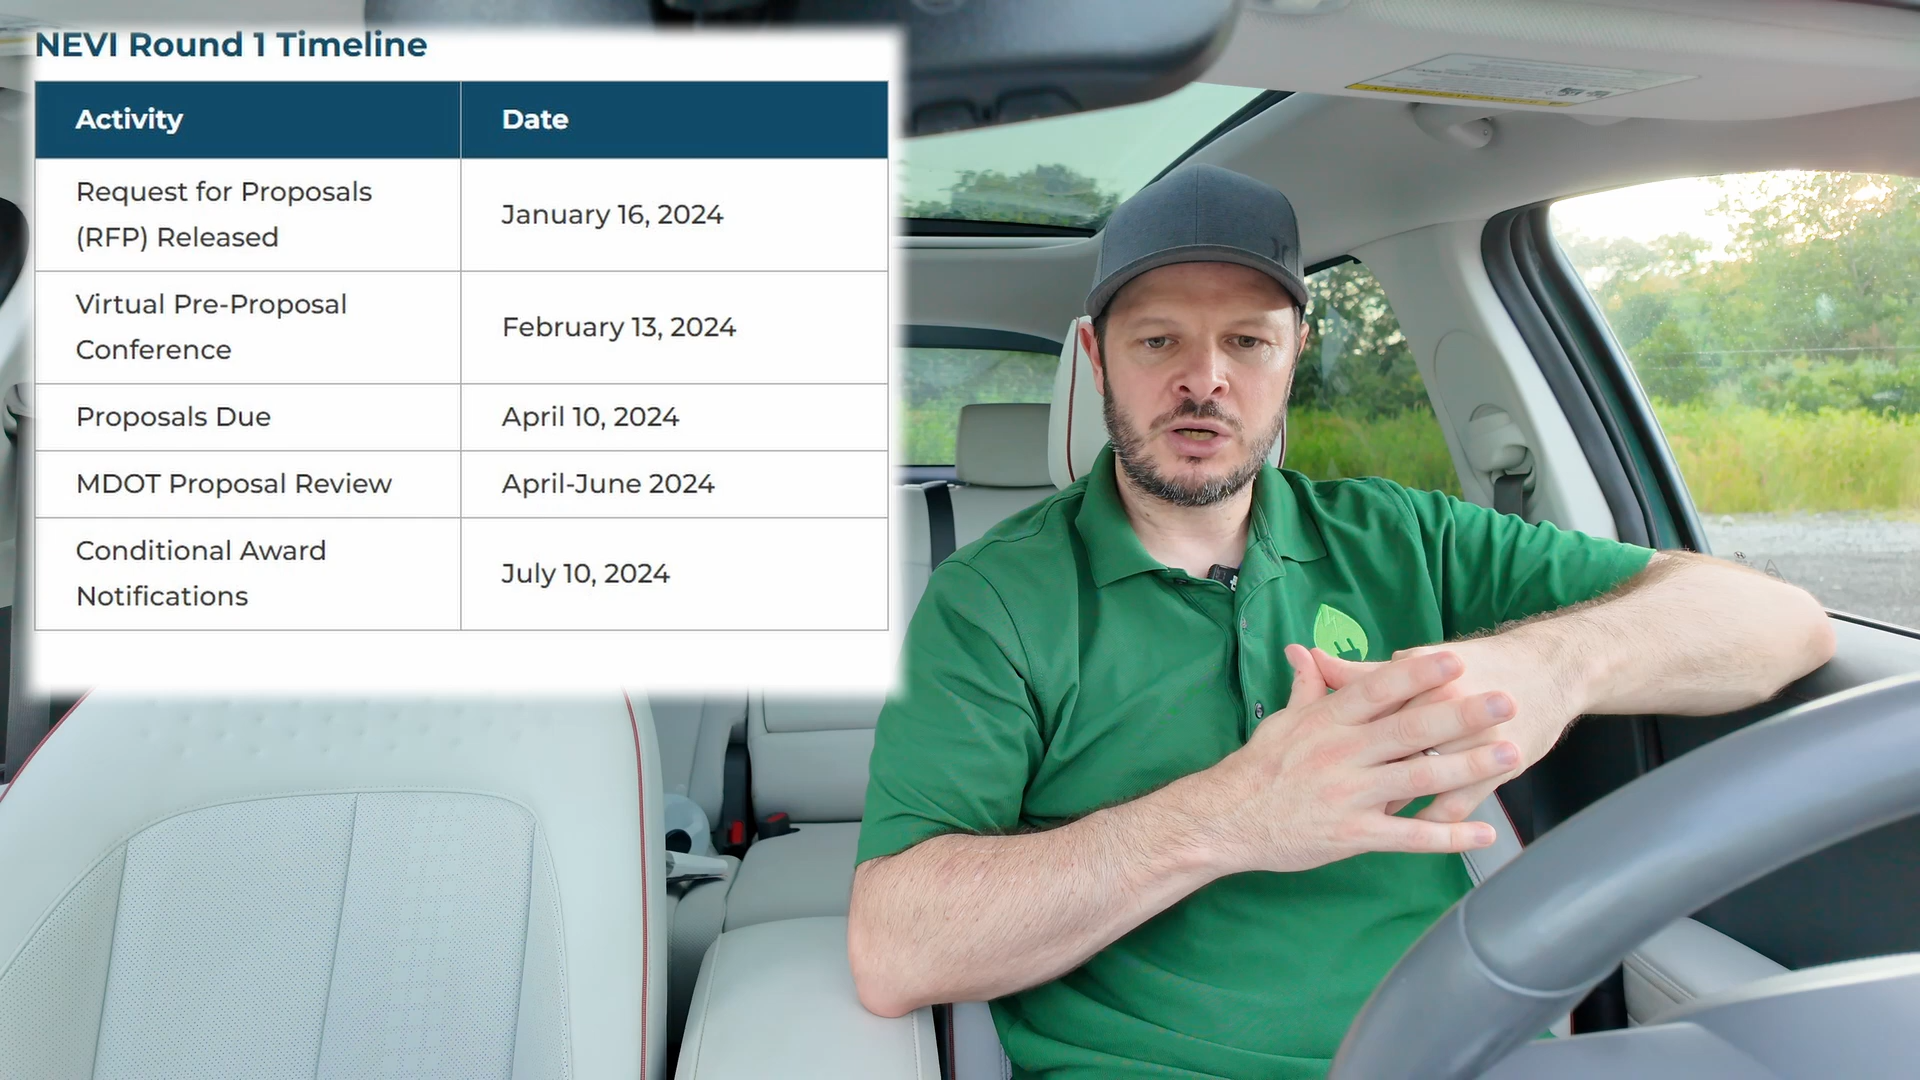 NEVI Round 1 Timeline
Activity
Date
Request for Proposals
(RFP) Released
January 16, 2024
Virtual Pre-Proposal
Conference
February 13, 2024
Proposals Due
April 10, 2024
MDOT Proposal Review
April-June 2024
Conditional Award
Notifications
July 10, 2024